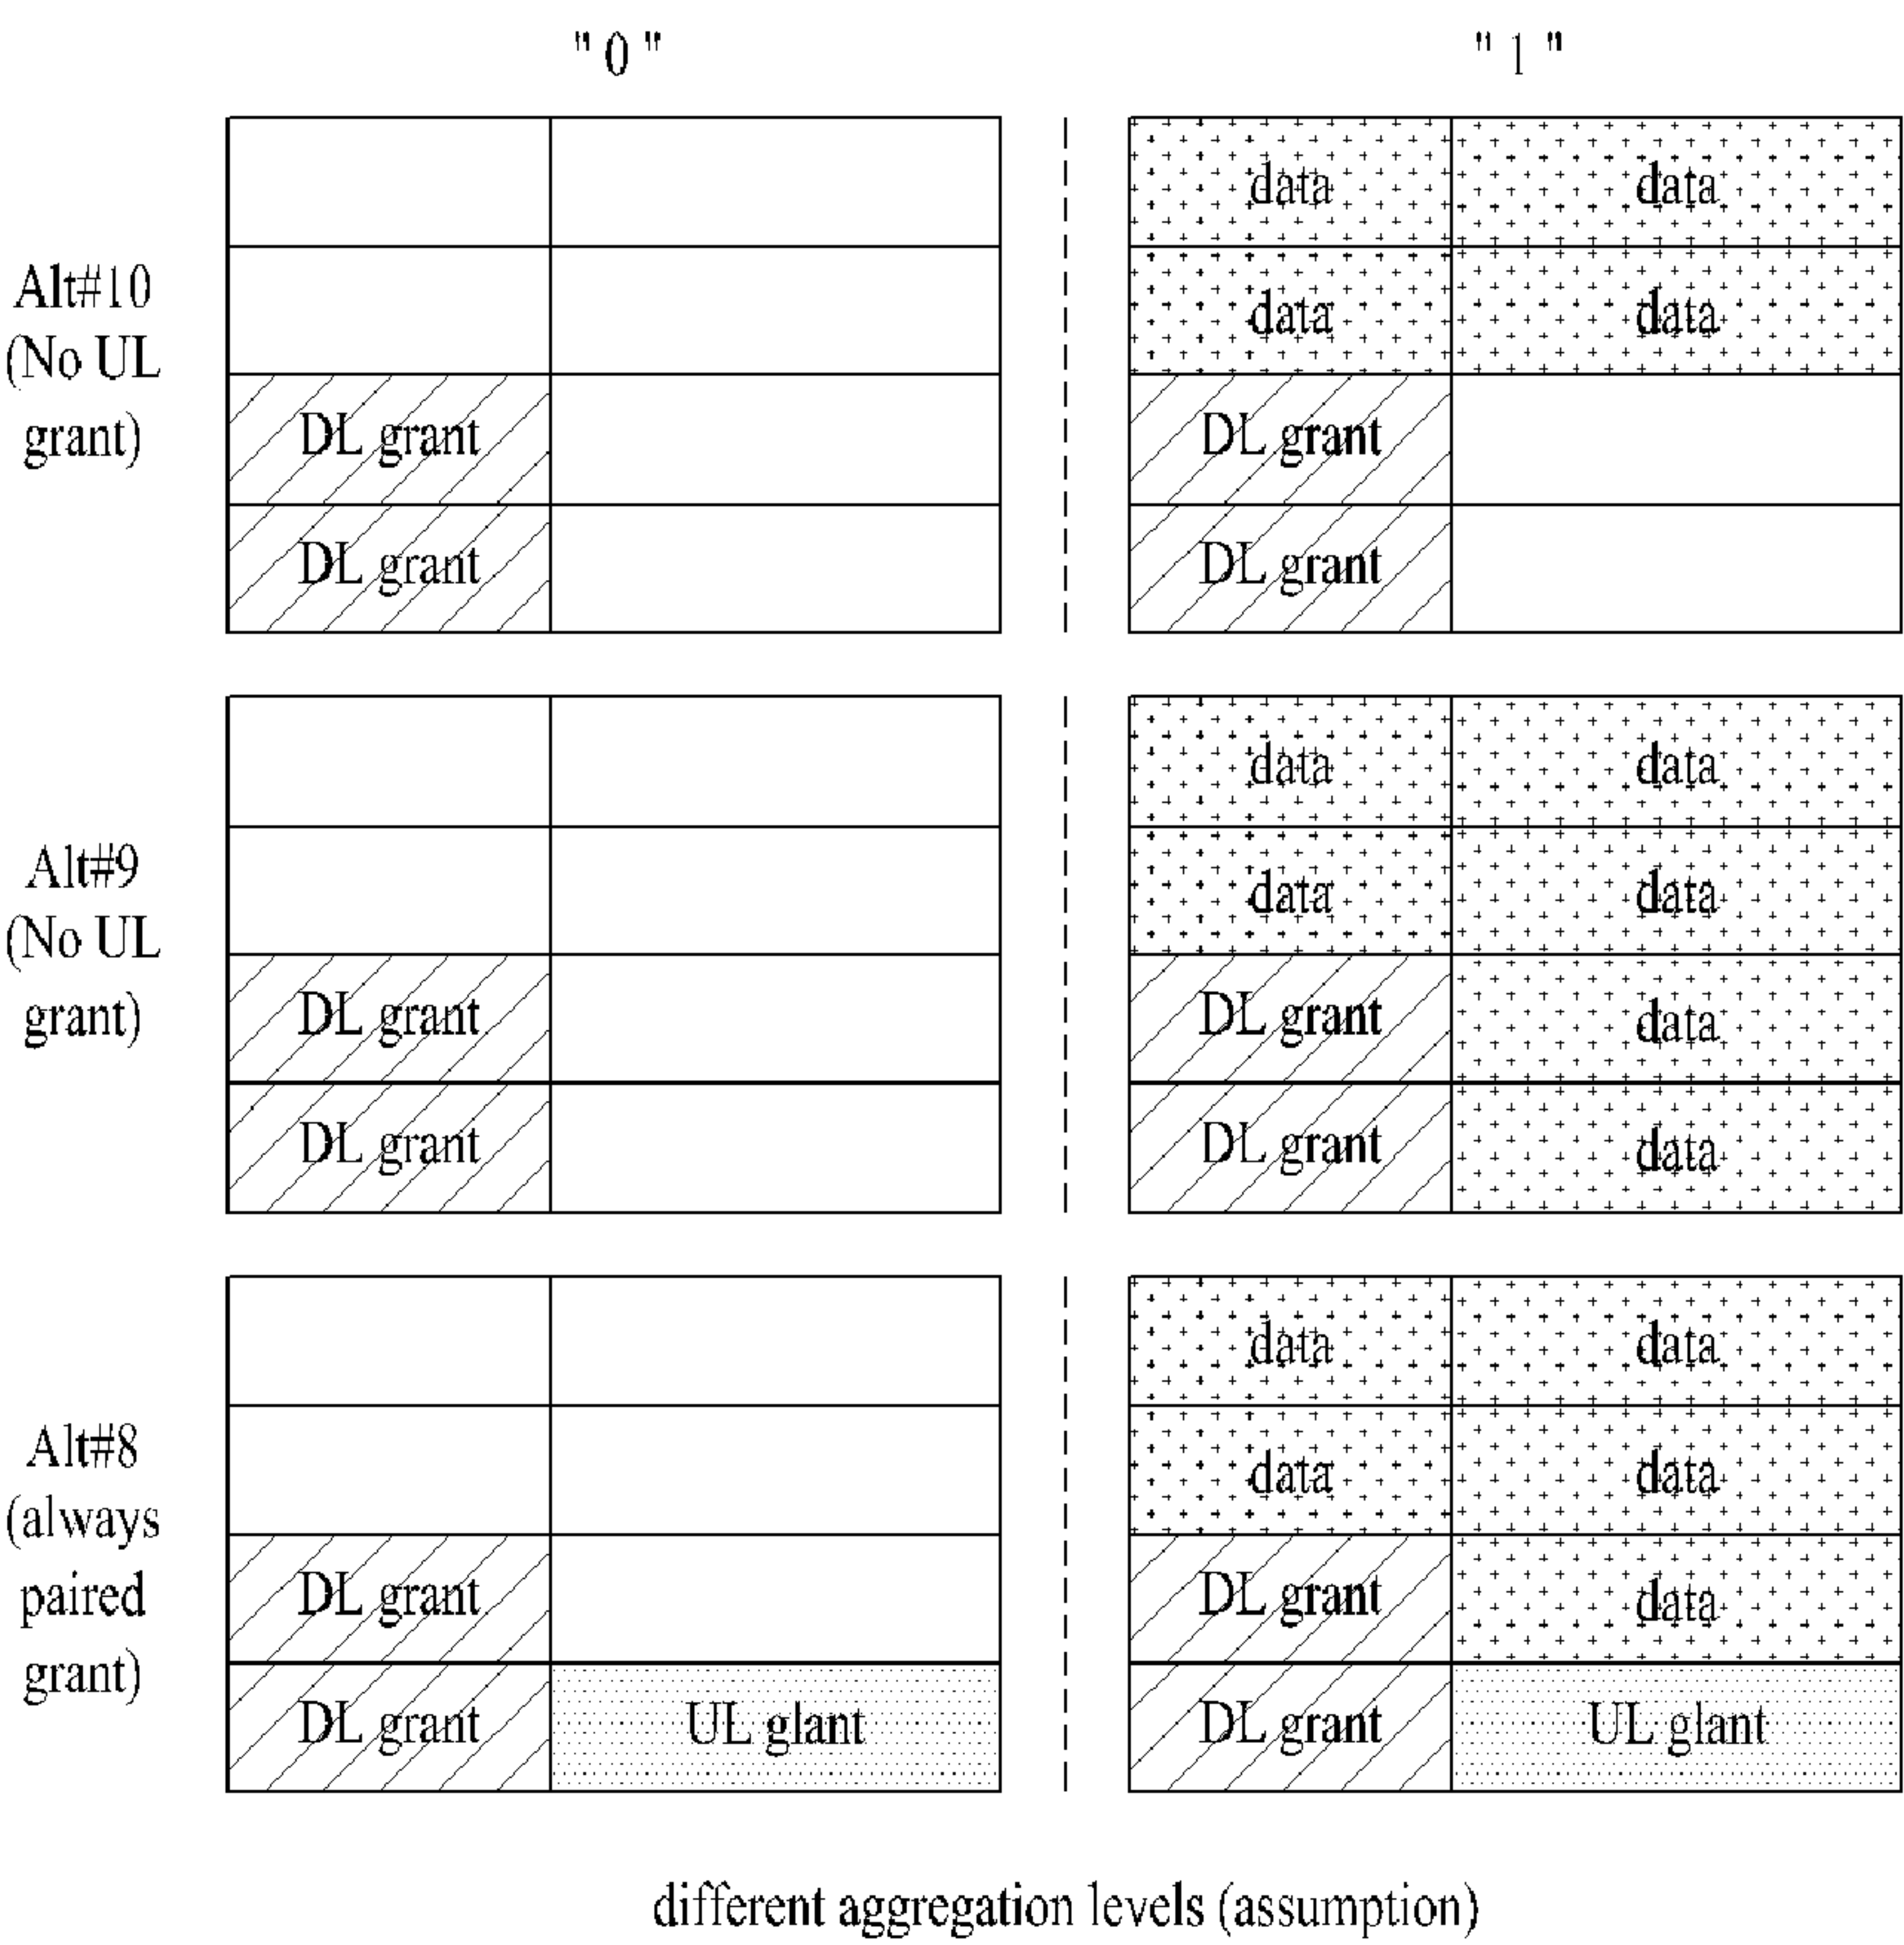 "0" "1"
Alt#10
(No UL
grant)
data data
data data
DL grant DL grant
DL grant DL grant
Alt#9
(No UL
grant)
data data
data data
DL grant DL grant data
DL grant DL grant data
Alt#8
(always
paired
grant)
data data
data data
DL grant DL grant data
DL grant UL glant DL grant UL glant
different aggregation levels (assumption)